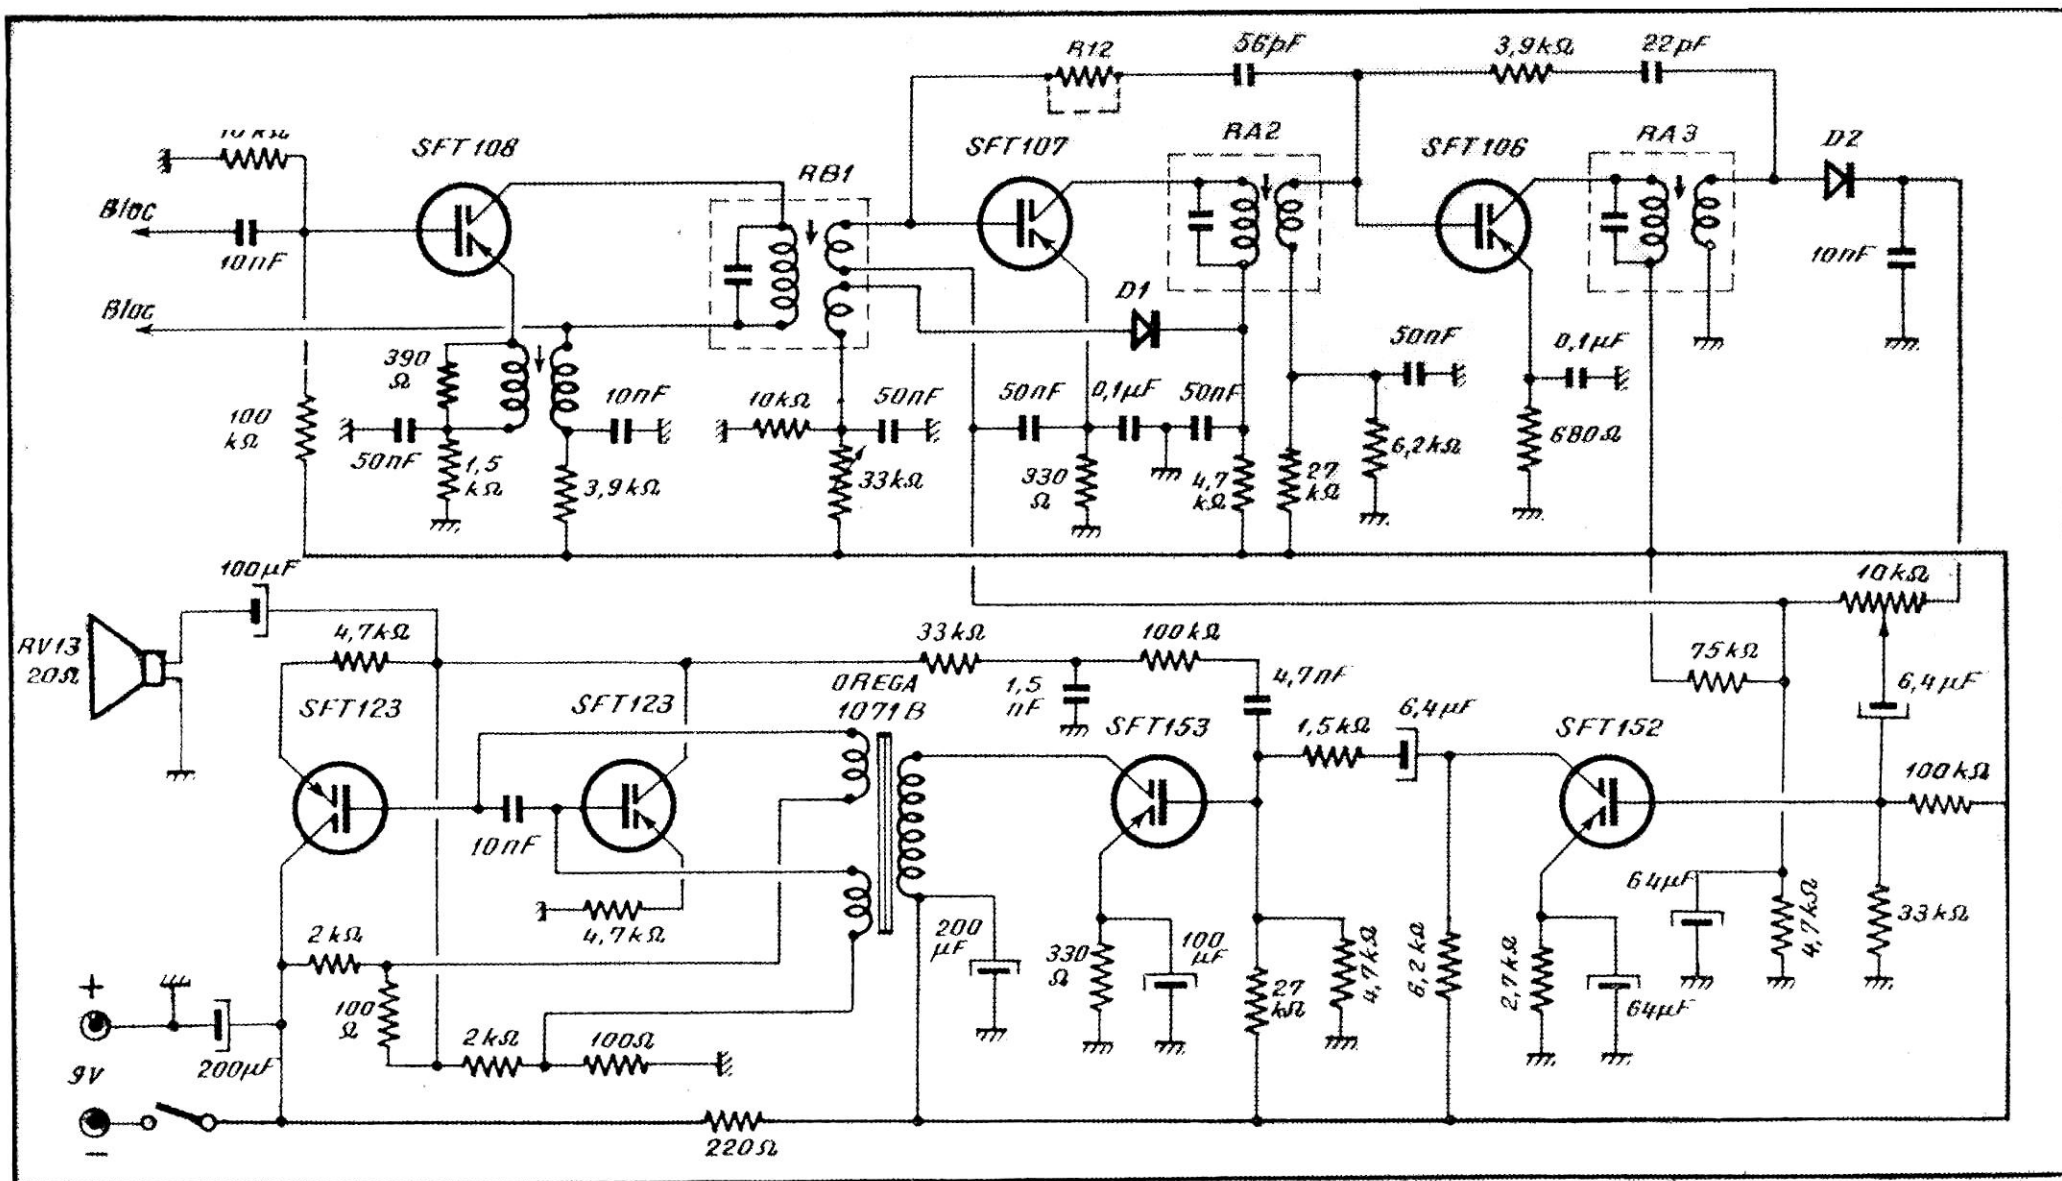 R12
56pF
3,9kΩ
22pF
10kΩ
SFT108
SFT107
RA2
SFT106
RA3
D2
RB1
Bloc
10nF
10nF
Bloc
D1
390
Ω
10nF
10kΩ
50nF
50nF
0,1µF
50nF
50nF
0,1µF
100
kΩ
50nF
1,5
kΩ
3,9kΩ
33kΩ
330
Ω
4,7
kΩ
27
kΩ
6,2kΩ
680Ω
100µF
10kΩ
RV13
20Ω
4,7kΩ
33kΩ
100kΩ
75kΩ
SFT123
SFT123
OREGA
1071B
1,5
nF
4,7nF
SFT153
1,5kΩ
6,4µF
SFT152
6,4µF
100kΩ
10nF
4,7kΩ
2kΩ
200
µF
330
Ω
100
µF
27
kΩ
4,7kΩ
6,2kΩ
2,7kΩ
64µF
64µF
4,7kΩ
33kΩ
+
100
Ω
2kΩ
100Ω
200µF
9V
−
220Ω